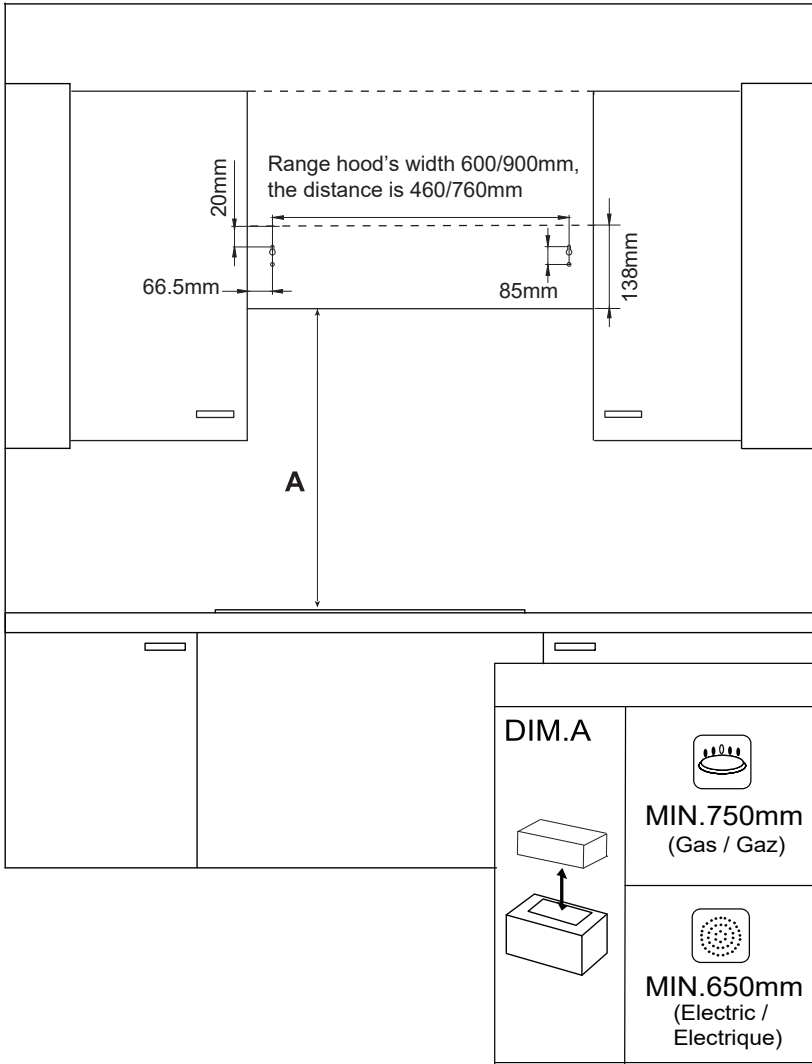 Range hood’s width 600/900mm,
the distance is 460/760mm
20mm
66.5mm
85mm
138mm
A
DIM.A
MIN.750mm
(Gas / Gaz)
MIN.650mm
(Electric /
Electrique)